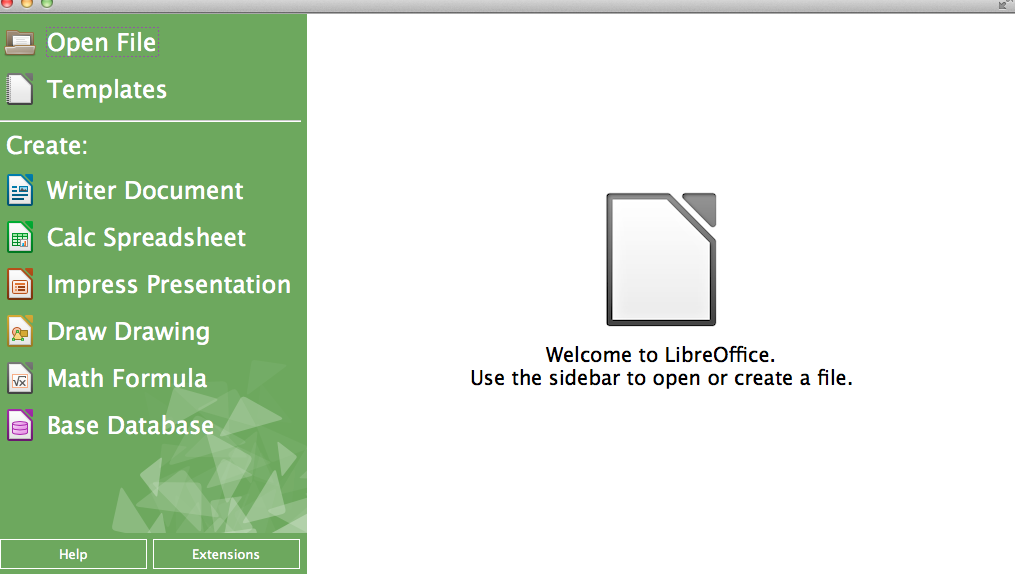 Open File
Templates
Create:
Writer Document
Calc Spreadsheet
Impress Presentation
Draw Drawing
Math Formula
Base Database
Help
Extensions
Welcome to LibreOffice.
Use the sidebar to open or create a file.